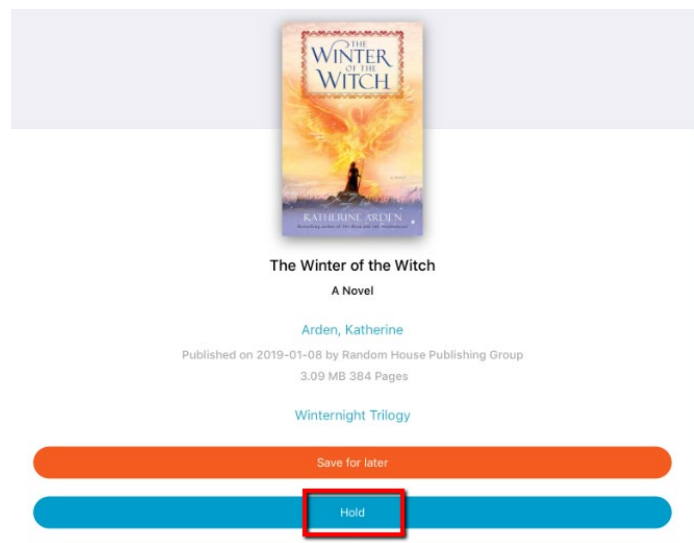 THE
WINTER
OF THE
WITCH
A NOVEL
KATHERINE ARDEN
The Winter of the Witch
A Novel
Arden, Katherine
Published on 2019-01-08 by Random House Publishing Group
3.09 MB 384 Pages
Winternight Trilogy
Save for later
Hold